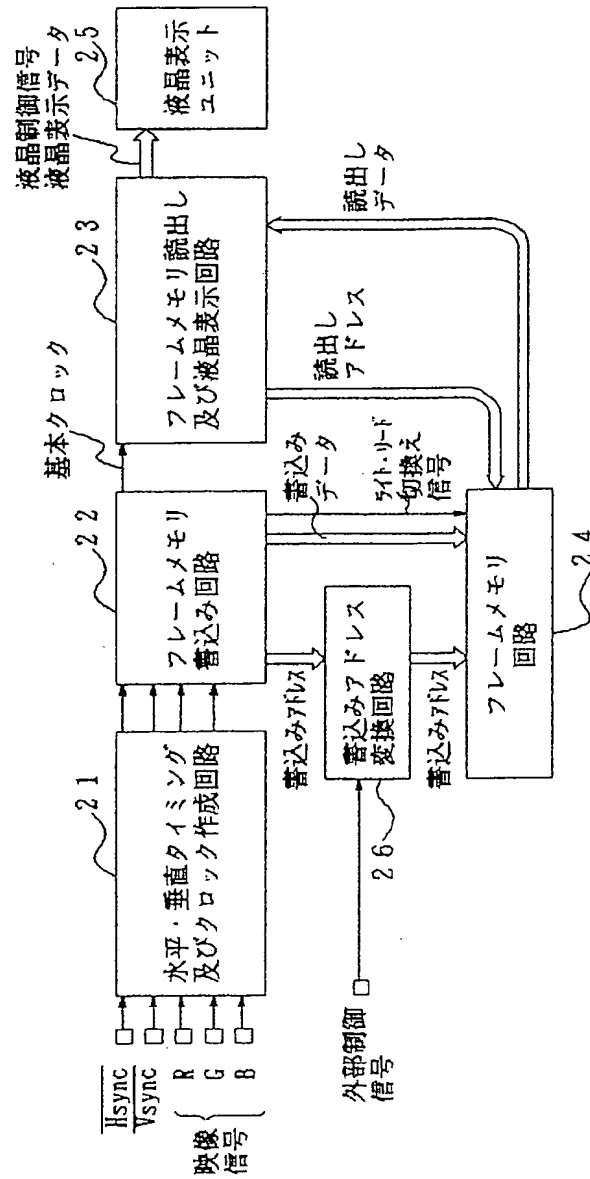 Hsync
Vsync
R
G
B
映像
信号
21
水平・垂直タイミング
及びクロック作成回路
22
フレームメモリ
書込み回路
基本クロック
23
フレームメモリ読出し
及び液晶表示回路
液晶制御信号
液晶表示データ
25
液晶表示
ユニット
外部制御
信号
書込みアドレス
書込みアドレス
変換回路
26
書込みアドレス
書込み
データ
ライト・リード
切換え
信号
読出し
アドレス
読出し
データ
フレームメモリ
回路
24